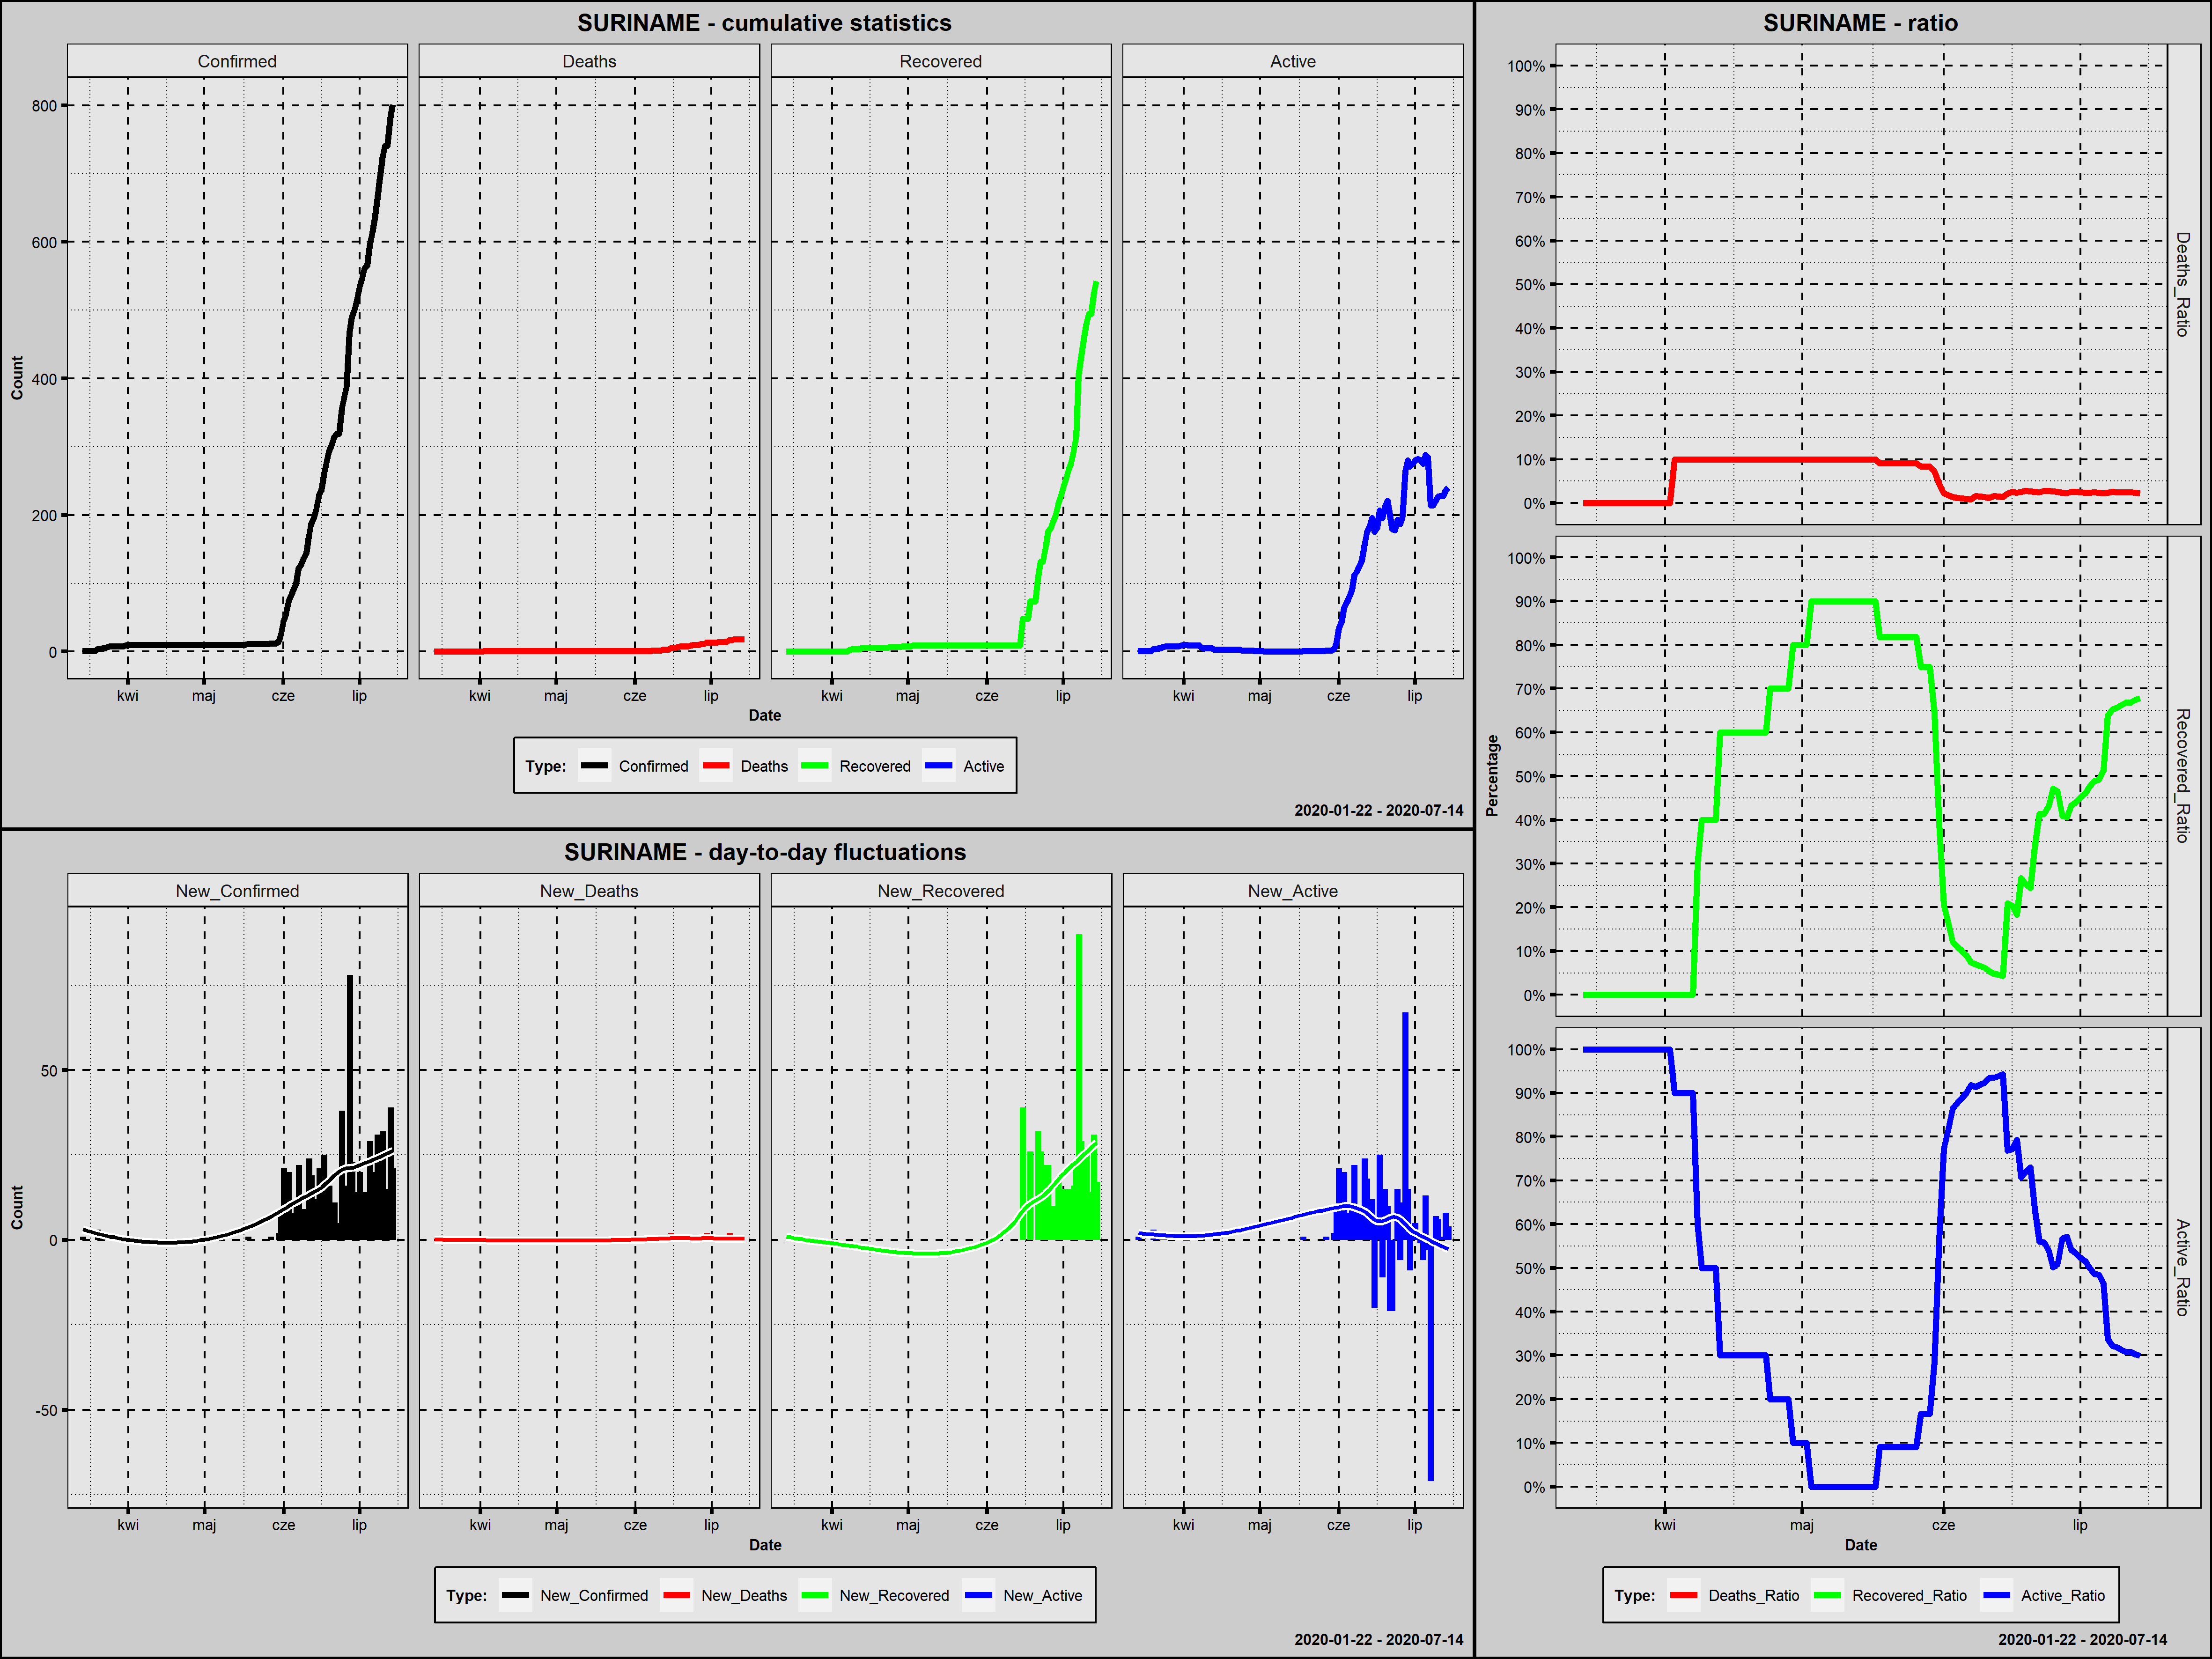 SURINAME - cumulative statistics
Confirmed Deaths Recovered Active
800
600
400
200
0
Count
kwi maj cze lip kwi maj cze lip kwi maj cze lip kwi maj cze lip
Date
Type: Confirmed Deaths Recovered Active
2020-01-22 - 2020-07-14
SURINAME - day-to-day fluctuations
New_Confirmed New_Deaths New_Recovered New_Active
50
0
-50
Count
kwi maj cze lip kwi maj cze lip kwi maj cze lip kwi maj cze lip
Date
Type: New_Confirmed New_Deaths New_Recovered New_Active
2020-01-22 - 2020-07-14
SURINAME - ratio
100%
90%
80%
70%
60%
50%
40%
30%
20%
10%
0%
Deaths_Ratio
100%
90%
80%
70%
60%
50%
40%
30%
20%
10%
0%
Recovered_Ratio
100%
90%
80%
70%
60%
50%
40%
30%
20%
10%
0%
Active_Ratio
Percentage
kwi maj cze lip
Date
Type: Deaths_Ratio Recovered_Ratio Active_Ratio
2020-01-22 - 2020-07-14